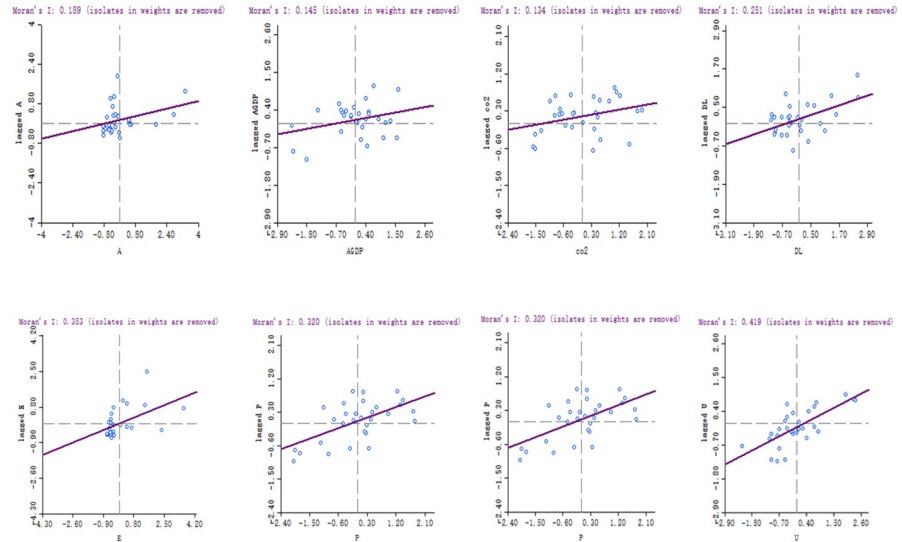 Moran's I: 0.189 (isolates in weights are removed)
Moran's I: 0.145 (isolates in weights are removed)
Moran's I: 0.134 (isolates in weights are removed)
Moran's I: 0.251 (isolates in weights are removed)
lagged A
-4 -2.40 -0.80 0.80 2.40 4
-4 -2.40 -0.80 0.80 2.40 4
A
lagged AGDP
-2.90 -1.80 -0.70 0.40 1.50 2.60
-2.90 -1.80 -0.70 0.40 1.50 2.60
AGDP
lagged co2
-2.40 -1.50 -0.60 0.30 1.20 2.10
-2.40 -1.50 -0.60 0.30 1.20 2.10
co2
lagged DL
-3.10 -1.90 -0.70 0.50 1.70 2.90
-3.10 -1.90 -0.70 0.50 1.70 2.90
DL
Moran's I: 0.353 (isolates in weights are removed)
Moran's I: 0.320 (isolates in weights are removed)
Moran's I: 0.320 (isolates in weights are removed)
Moran's I: 0.419 (isolates in weights are removed)
lagged E
-4.30 -2.60 -0.90 0.80 2.50 4.20
-4.30 -2.60 -0.90 0.80 2.50 4.20
E
lagged P
-2.40 -1.50 -0.60 0.30 1.20 2.10
-2.40 -1.50 -0.60 0.30 1.20 2.10
P
lagged P
-2.40 -1.50 -0.60 0.30 1.20 2.10
-2.40 -1.50 -0.60 0.30 1.20 2.10
P
lagged U
-2.90 -1.80 -0.70 0.40 1.50 2.60
-2.90 -1.80 -0.70 0.40 1.50 2.60
U